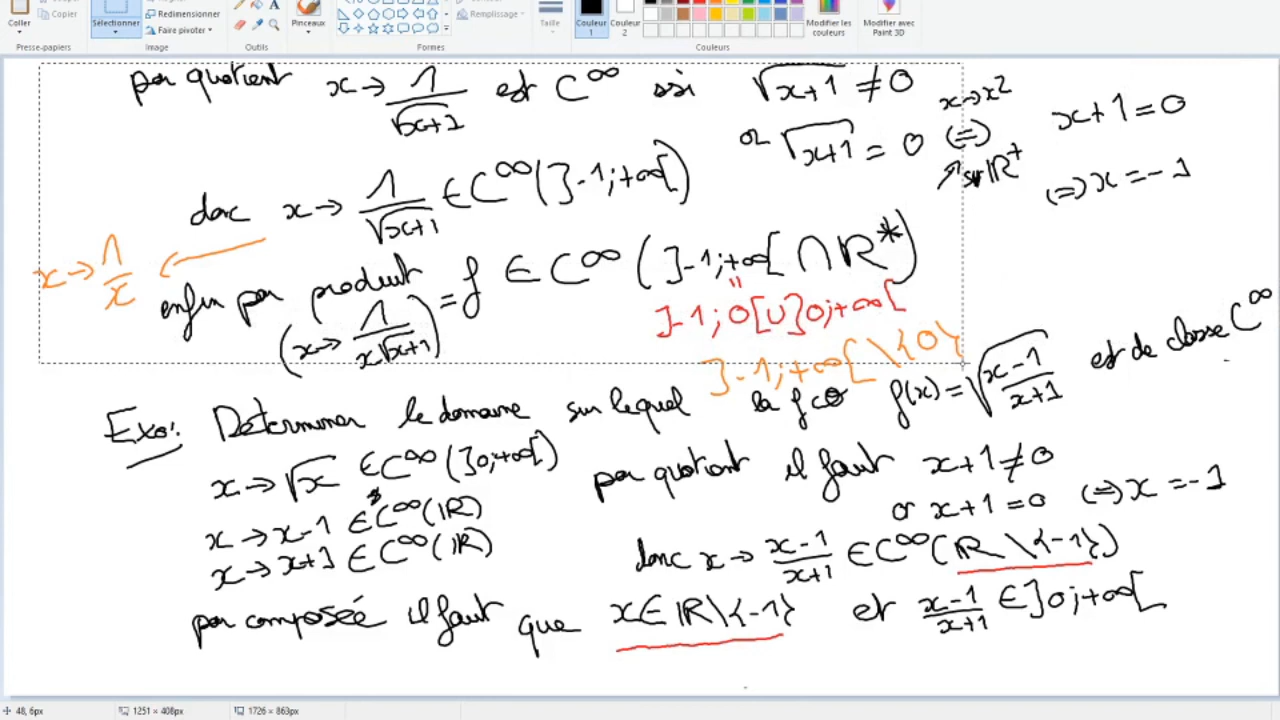 Coller
Sélectionner
Copier
Redimensionner
Faire pivoter
Pinceaux
Remplissage
Taille
Couleur 1
Couleur 2
Modifier les couleurs
Modifier avec Paint 3D
Presse-papiers
Image
Outils
Formes
Couleurs
par quotient x → 1/√(x+1) est C^∞ ssi √(x+1) ≠ 0
or √(x+1) = 0 ⟺ x+1 = 0
x→x²
sur ℝ⁺
⟺ x = -1
donc x → 1/√(x+1) ∈ C^∞(]-1;+∞[)
x → 1/x
enfin par produit (x → 1/(x√(x+1))) = f ∈ C^∞(]-1;+∞[ ∩ ℝ*)
"
]-1;0[∪]0;+∞[
]-1;+∞[\{0}
Exo: Déterminer le domaine sur lequel la fco f(x) = √((x-1)/(x+1)) est de classe C^∞
x → √x ∈ C^∞(]0;+∞[)
par quotient il faut x+1 ≠ 0
x → x-1 ∈ C^∞(ℝ)
or x+1 = 0 ⟺ x = -1
x → x+1 ∈ C^∞(ℝ)
donc x → (x-1)/(x+1) ∈ C^∞(ℝ\{-1})
par composée il faut que x ∈ ℝ\{-1} et (x-1)/(x+1) ∈ ]0;+∞[
48, 6px
1251 × 408px
1726 × 863px